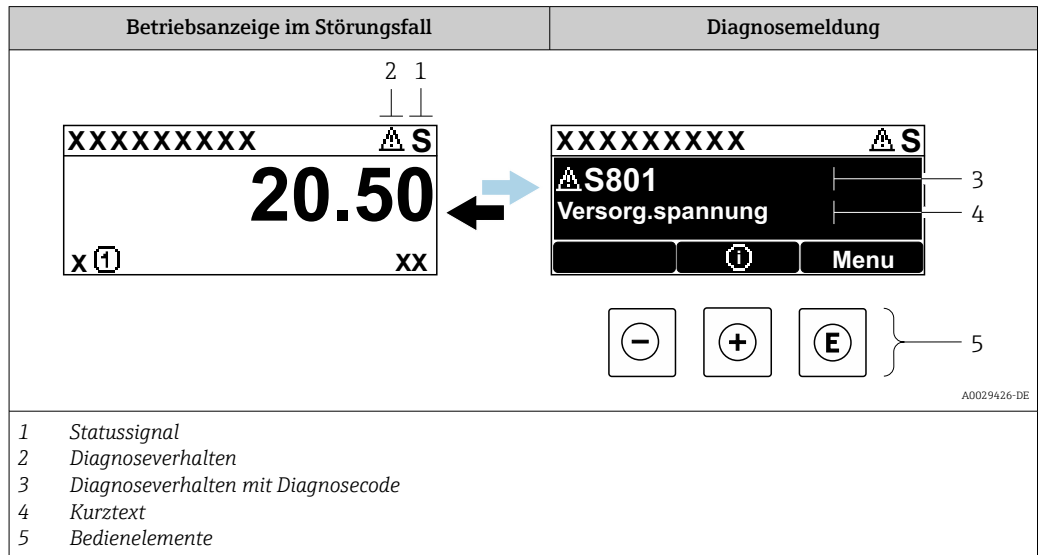 Betriebsanzeige im Störungsfall
Diagnosemeldung
2 1
XXXXXXXXX ⚠ S
20.50
X ① XX
XXXXXXXXX ⚠ S
⚠S801
Versorg.spannung
ⓘ Menu
3
4
− + E
5
A0029426-DE
1 Statussignal
2 Diagnoseverhalten
3 Diagnoseverhalten mit Diagnosecode
4 Kurztext
5 Bedienelemente